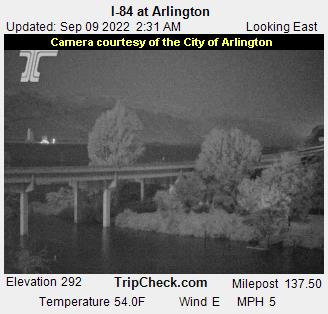 I-84 at Arlington
Updated: Sep 09 2022 2:31 AM Looking East
Camera courtesy of the City of Arlington
Elevation 292 TripCheck.com Milepost 137.50
Temperature 54.0F Wind E MPH 5